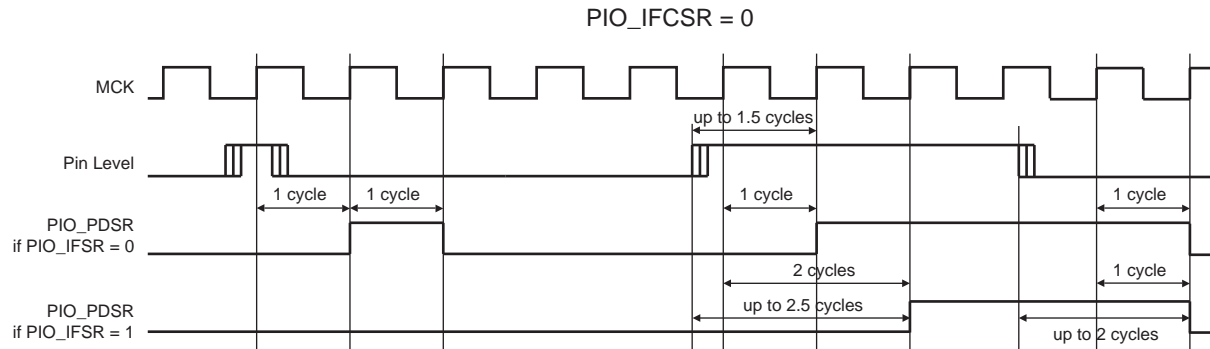 PIO_IFCSR = 0
MCK
up to 1.5 cycles
Pin Level
1 cycle
1 cycle
1 cycle
1 cycle
PIO_PDSR
if PIO_IFSR = 0
2 cycles
1 cycle
PIO_PDSR
if PIO_IFSR = 1
up to 2.5 cycles
up to 2 cycles